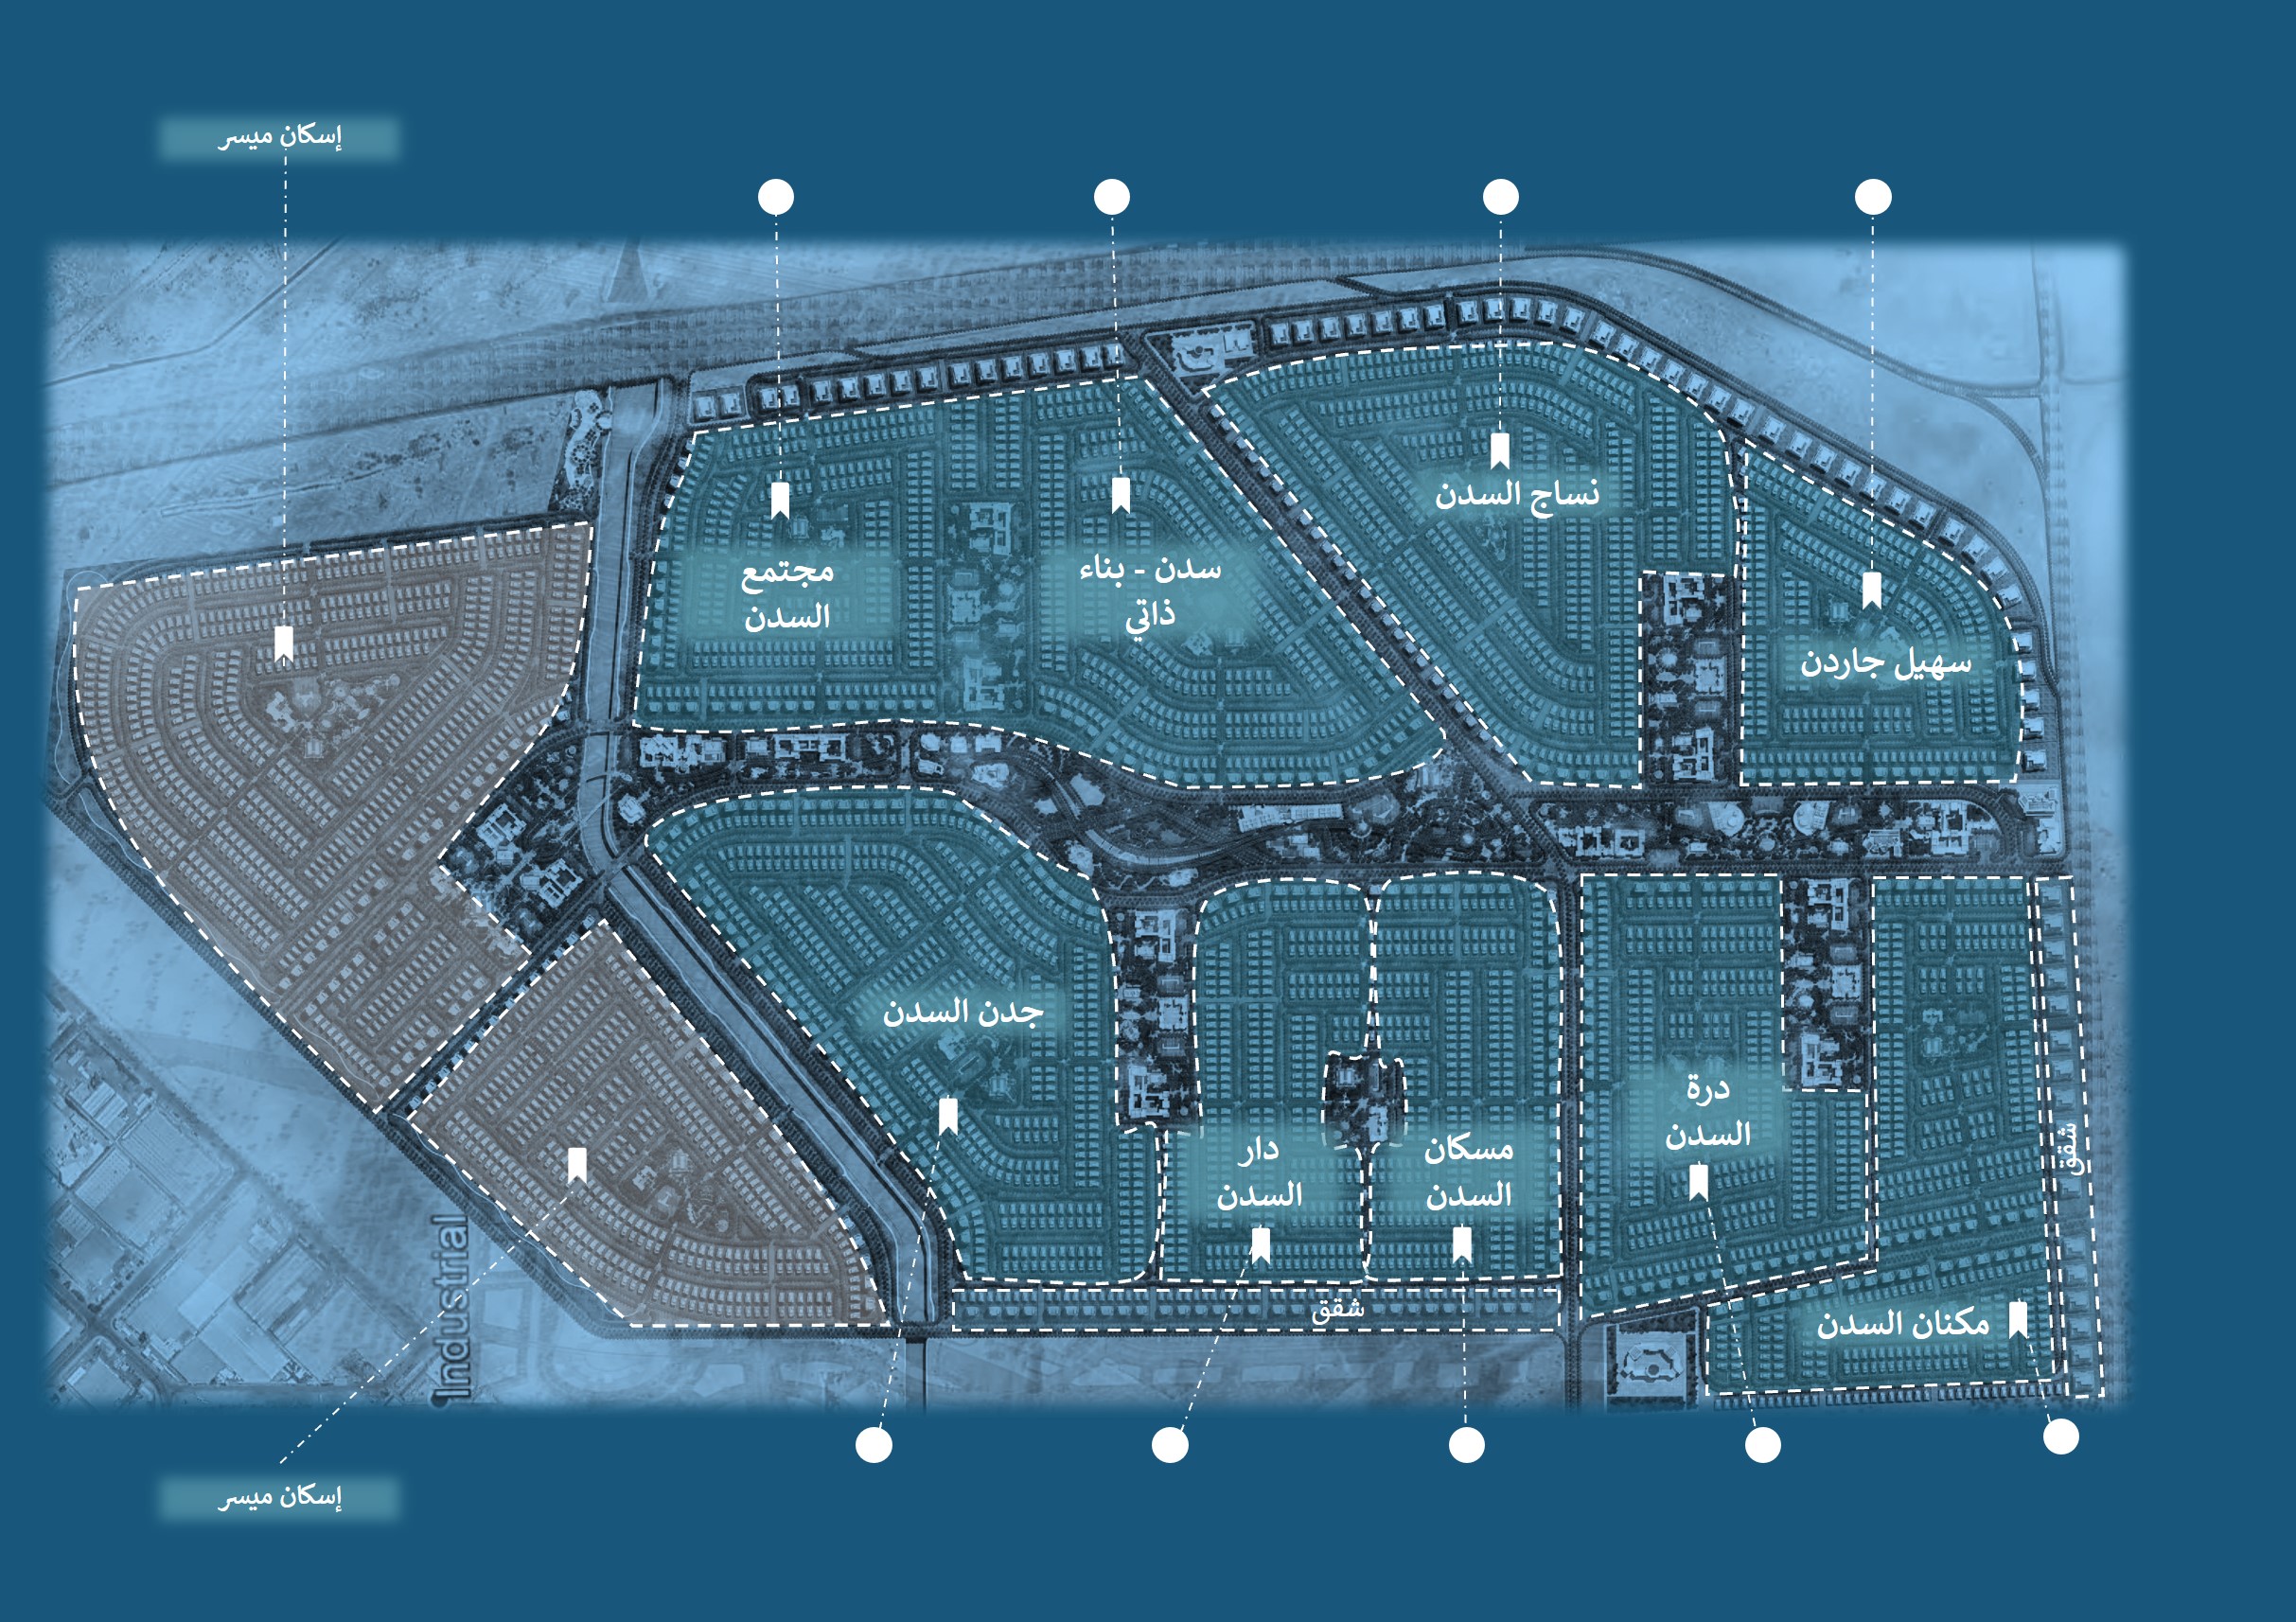 إسكان ميسر
نساج السدن
سدن - بناء
ذاتي
مجتمع
السدن
سهيل جاردن
جدن السدن
درة
السدن
مسكان
السدن
دار
السدن
شقق
شقق
مكنان السدن
Industrial
إسكان ميسر